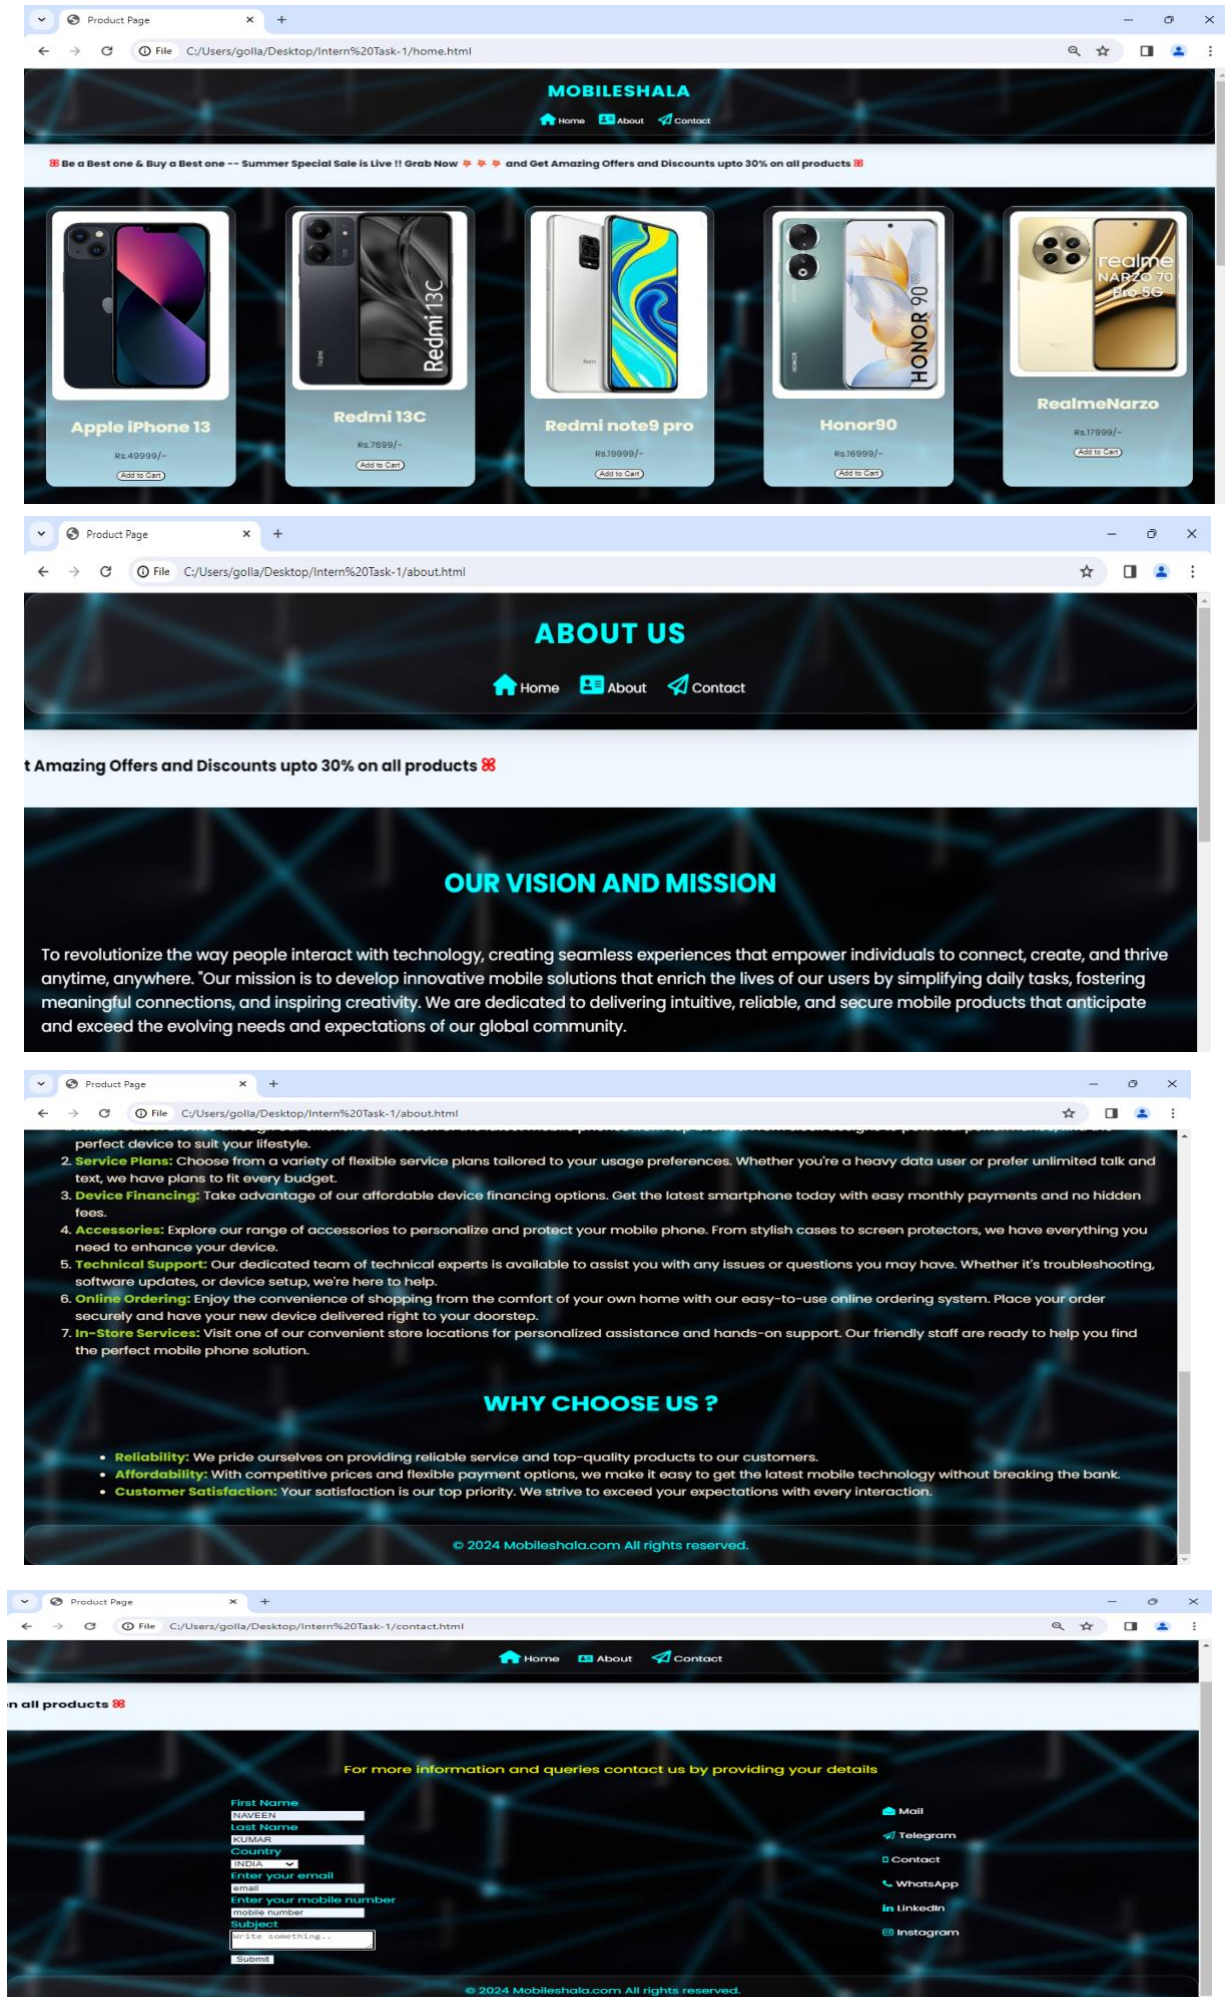 Product Page
File C:/Users/golla/Desktop/Intern%20Task-1/home.html
MOBILESHALA
Home About Contact
Be a Best one & Buy a Best one -- Summer Special Sale is Live !! Grab Now and Get Amazing Offers and Discounts upto 30% on all products
Redmi 13C
HONOR 90
realme
NARZO 70
Pro 5G
Apple iPhone 13
Rs.49999/-
Add to Cart
Redmi 13C
Rs.7699/-
Add to Cart
Redmi note9 pro
Rs.19999/-
Add to Cart
Honor90
Rs.16999/-
Add to Cart
RealmeNarzo
Rs.17999/-
Add to Cart
Product Page
File C:/Users/golla/Desktop/Intern%20Task-1/about.html
ABOUT US
Home About Contact
t Amazing Offers and Discounts upto 30% on all products
OUR VISION AND MISSION
To revolutionize the way people interact with technology, creating seamless experiences that empower individuals to connect, create, and thrive
anytime, anywhere. "Our mission is to develop innovative mobile solutions that enrich the lives of our users by simplifying daily tasks, fostering
meaningful connections, and inspiring creativity. We are dedicated to delivering intuitive, reliable, and secure mobile products that anticipate
and exceed the evolving needs and expectations of our global community.
Product Page
File C:/Users/golla/Desktop/Intern%20Task-1/about.html
perfect device to suit your lifestyle.
2. Service Plans: Choose from a variety of flexible service plans tailored to your usage preferences. Whether you're a heavy data user or prefer unlimited talk and
text, we have plans to fit every budget.
3. Device Financing: Take advantage of our affordable device financing options. Get the latest smartphone today with easy monthly payments and no hidden
fees.
4. Accessories: Explore our range of accessories to personalize and protect your mobile phone. From stylish cases to screen protectors, we have everything you
need to enhance your device.
5. Technical Support: Our dedicated team of technical experts is available to assist you with any issues or questions you may have. Whether it's troubleshooting,
software updates, or device setup, we're here to help.
6. Online Ordering: Enjoy the convenience of shopping from the comfort of your own home with our easy-to-use online ordering system. Place your order
securely and have your new device delivered right to your doorstep.
7. In-Store Services: Visit one of our convenient store locations for personalized assistance and hands-on support. Our friendly staff are ready to help you find
the perfect mobile phone solution.
WHY CHOOSE US ?
• Reliability: We pride ourselves on providing reliable service and top-quality products to our customers.
• Affordability: With competitive prices and flexible payment options, we make it easy to get the latest mobile technology without breaking the bank.
• Customer Satisfaction: Your satisfaction is our top priority. We strive to exceed your expectations with every interaction.
© 2024 Mobileshala.com All rights reserved.
Product Page
File C:/Users/golla/Desktop/Intern%20Task-1/contact.html
Home About Contact
on all products
For more information and queries contact us by providing your details
First Name
NAVEEN
Last Name
KUMAR
Country
INDIA
Enter your email
email
Enter your mobile number
mobile number
Subject
Write something..
Submit
Mail
Telegram
Contact
WhatsApp
LinkedIn
Instagram
© 2024 Mobileshala.com All rights reserved.